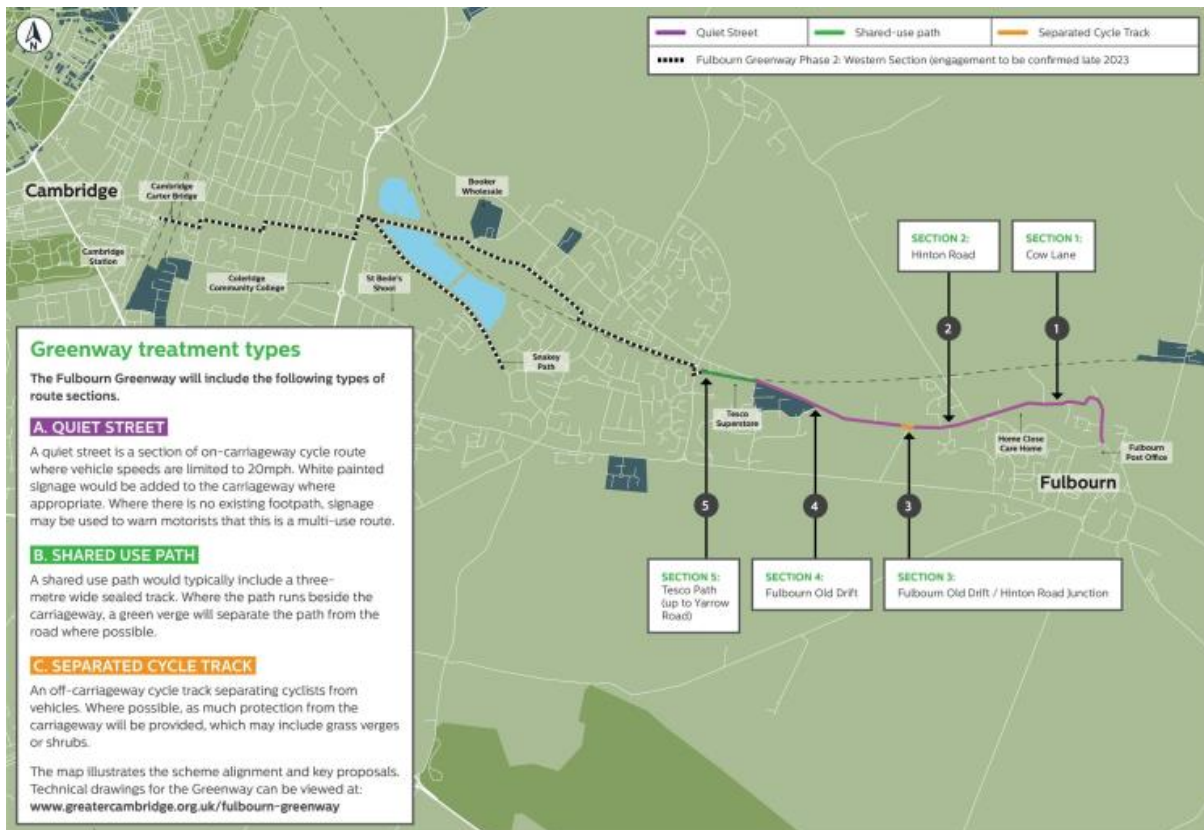 N
Quiet Street
Shared-use path
Separated Cycle Track
Fulbourn Greenway Phase 2: Western Section (engagement to be confirmed late 2023
Cambridge
Cambridge
Carter Bridge
Cambridge
Station
Coleridge
Community College
St Bede's
Shool
Booker
Wholesale
Snakey
Path
Tesco
Superstore
SECTION 2:
Hinton Road
SECTION 1:
Cow Lane
2
1
Home Close
Care Home
Fulbourn
Post Office
Fulbourn
5
4
3
SECTION 5:
Tesco Path
(up to Yarrow
Road)
SECTION 4:
Fulbourn Old Drift
SECTION 3:
Fulbourn Old Drift / Hinton Road Junction
Greenway treatment types
The Fulbourn Greenway will include the following types of
route sections.
A. QUIET STREET
A quiet street is a section of on-carriageway cycle route
where vehicle speeds are limited to 20mph. White painted
signage would be added to the carriageway where
appropriate. Where there is no existing footpath, signage
may be used to warn motorists that this is a multi-use route.
B. SHARED USE PATH
A shared use path would typically include a three-
metre wide sealed track. Where the path runs beside the
carriageway, a green verge will separate the path from the
road where possible.
C. SEPARATED CYCLE TRACK
An off-carriageway cycle track separating cyclists from
vehicles. Where possible, as much protection from the
carriageway will be provided, which may include grass verges
or shrubs.
The map illustrates the scheme alignment and key proposals.
Technical drawings for the Greenway can be viewed at:
www.greatercambridge.org.uk/fulbourn-greenway